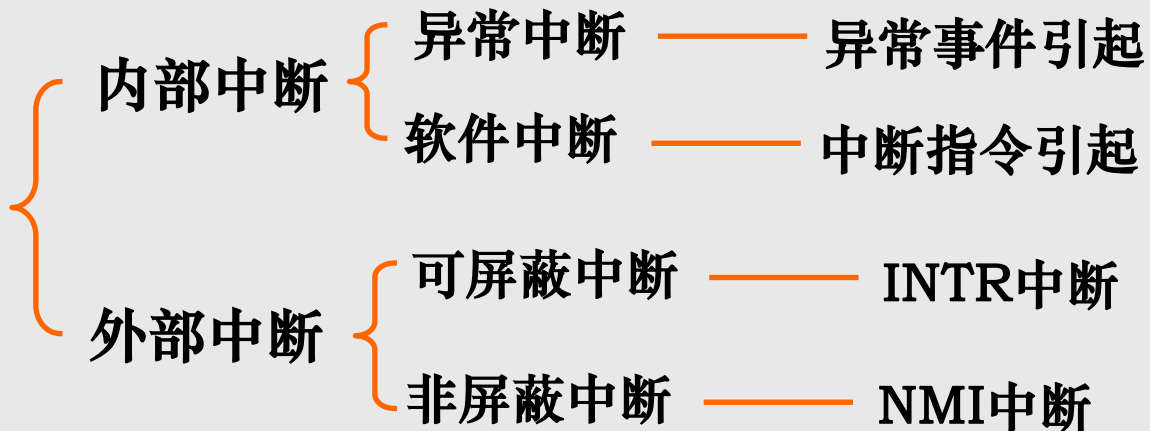 内部中断
异常中断
异常事件引起
软件中断
中断指令引起
外部中断
可屏蔽中断
INTR中断
非屏蔽中断
NMI中断